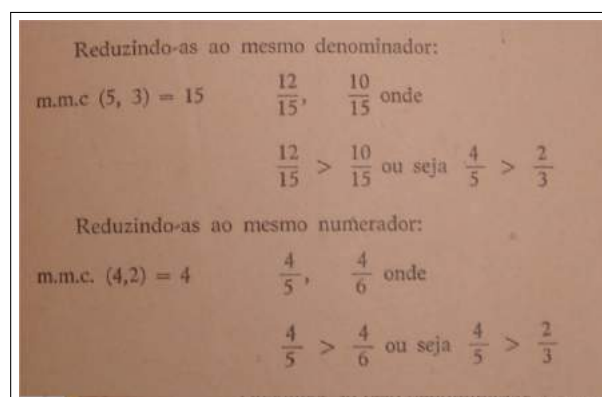 Reduzindo-as ao mesmo denominador:
m.m.c (5, 3) = 15 12/15, 10/15 onde
12/15 > 10/15 ou seja 4/5 > 2/3
Reduzindo-as ao mesmo numerador:
m.m.c. (4,2) = 4 4/5, 4/6 onde
4/5 > 4/6 ou seja 4/5 > 2/3